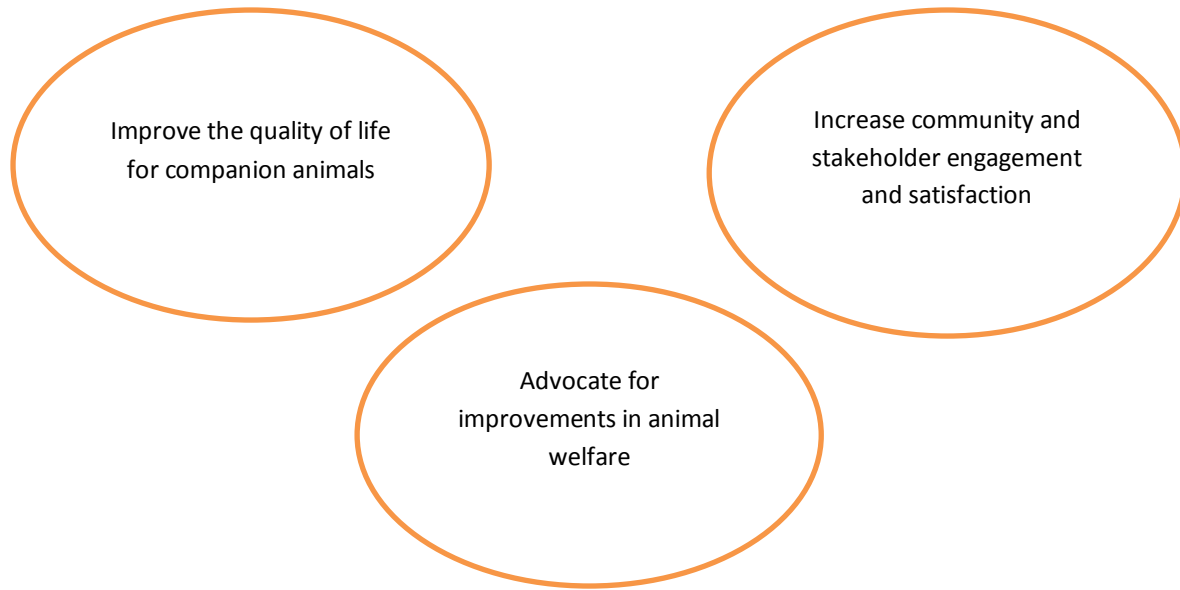 Improve the quality of life
for companion animals
Increase community and
stakeholder engagement
and satisfaction
Advocate for
improvements in animal
welfare